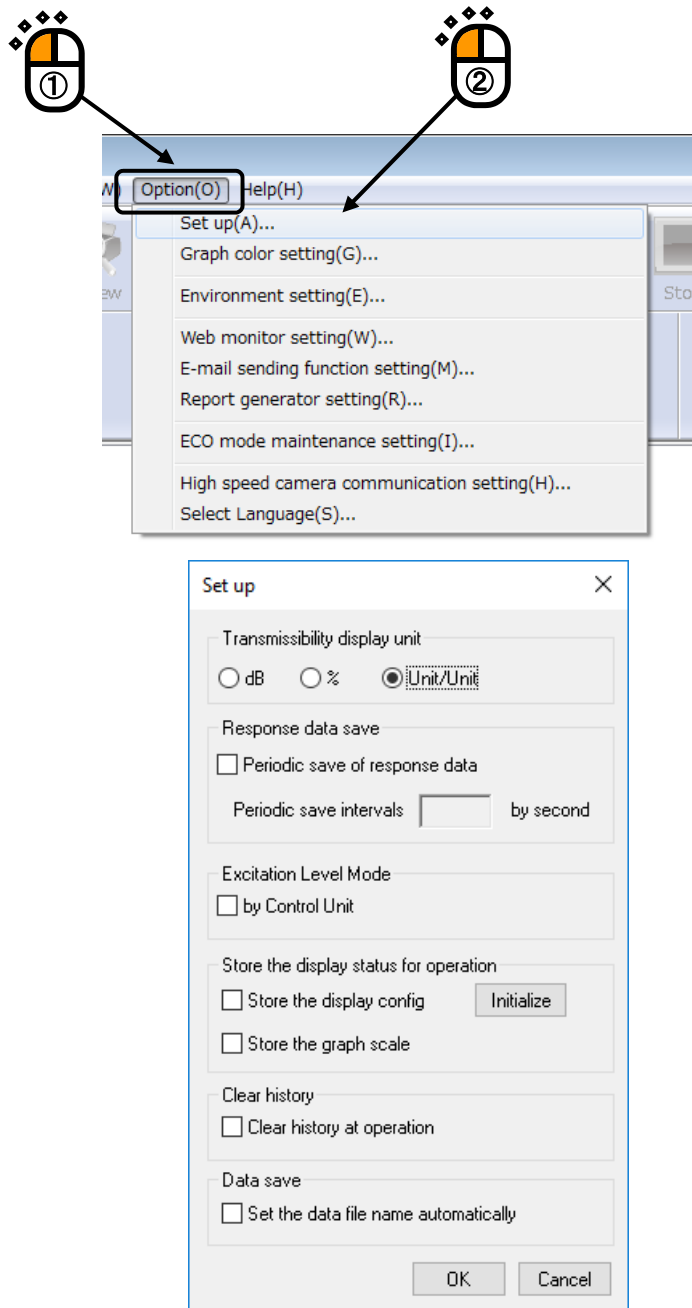 ① ②
W) Option(O) Help(H)
Set up(A)...
Graph color setting(G)...
ew Sto
Environment setting(E)...
Web monitor setting(W)...
E-mail sending function setting(M)...
Report generator setting(R)...
ECO mode maintenance setting(I)...
High speed camera communication setting(H)...
Select Language(S)...
Set up
Transmissibility display unit
dB % Unit/Unit
Response data save
Periodic save of response data
Periodic save intervals by second
Excitation Level Mode
by Control Unit
Store the display status for operation
Store the display config Initialize
Store the graph scale
Clear history
Clear history at operation
Data save
Set the data file name automatically
OK Cancel